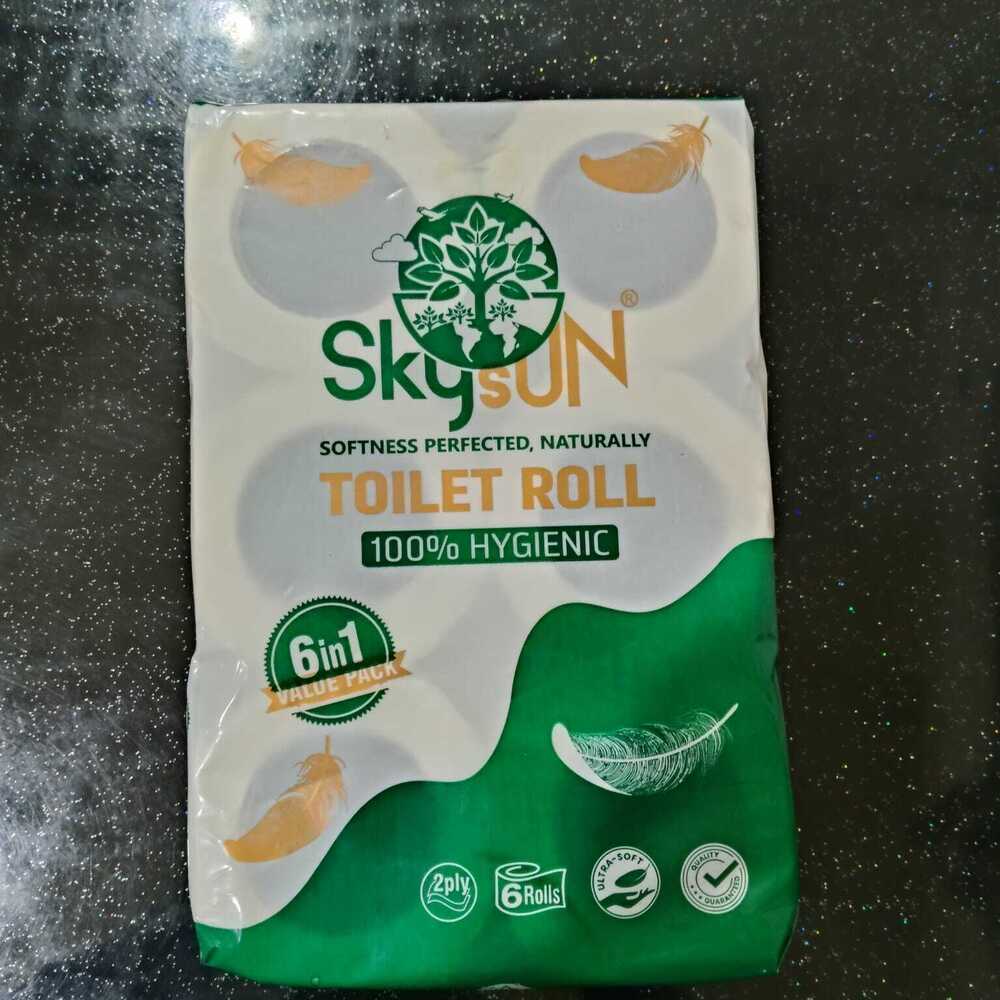 SkysUN®
SOFTNESS PERFECTED, NATURALLY
TOILET ROLL
100% HYGIENIC
6in1
VALUE PACK
2ply
6Rolls
ULTRA-SOFT
QUALITY
GUARANTEED